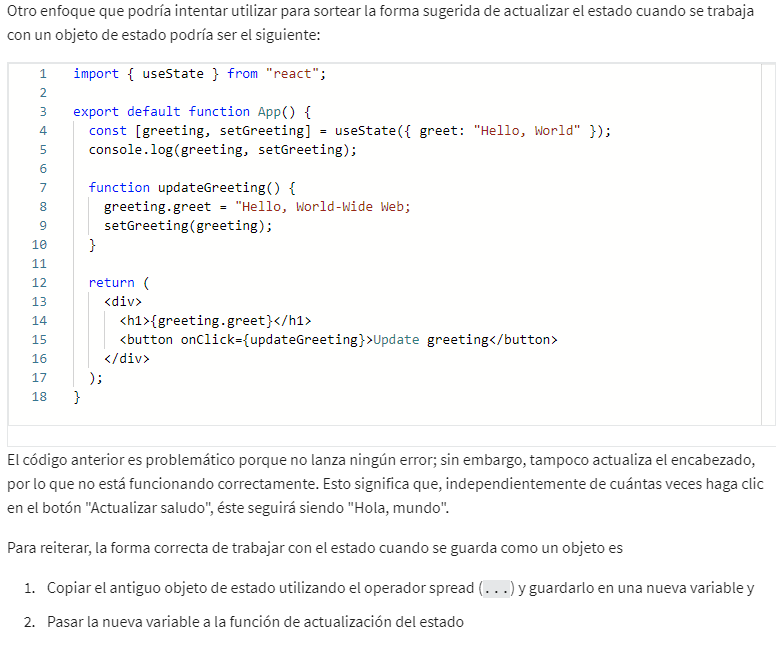 Otro enfoque que podría intentar utilizar para sortear la forma sugerida de actualizar el estado cuando se trabaja
con un objeto de estado podría ser el siguiente:
1 import { useState } from "react";
2
3 export default function App() {
4 const [greeting, setGreeting] = useState({ greet: "Hello, World" });
5 console.log(greeting, setGreeting);
6
7 function updateGreeting() {
8 greeting.greet = "Hello, World-Wide Web;
9 setGreeting(greeting);
10 }
11
12 return (
13 <div>
14 <h1>{greeting.greet}</h1>
15 <button onClick={updateGreeting}>Update greeting</button>
16 </div>
17 );
18 }
El código anterior es problemático porque no lanza ningún error; sin embargo, tampoco actualiza el encabezado,
por lo que no está funcionando correctamente. Esto significa que, independientemente de cuántas veces haga clic
en el botón "Actualizar saludo", éste seguirá siendo "Hola, mundo".
Para reiterar, la forma correcta de trabajar con el estado cuando se guarda como un objeto es
1. Copiar el antiguo objeto de estado utilizando el operador spread (...) y guardarlo en una nueva variable y
2. Pasar la nueva variable a la función de actualización del estado